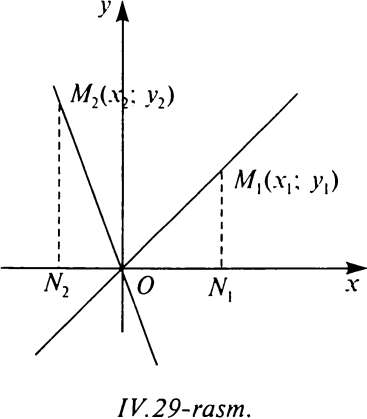 y
M₂(x₂; y₂)
M₁(x₁; y₁)
N₂ O N₁ x
IV.29-rasm.